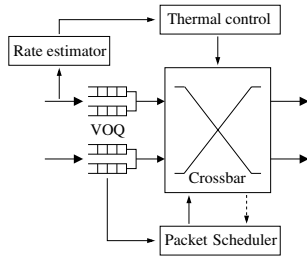 Thermal control
Rate estimator
VOQ
Crossbar
Packet Scheduler